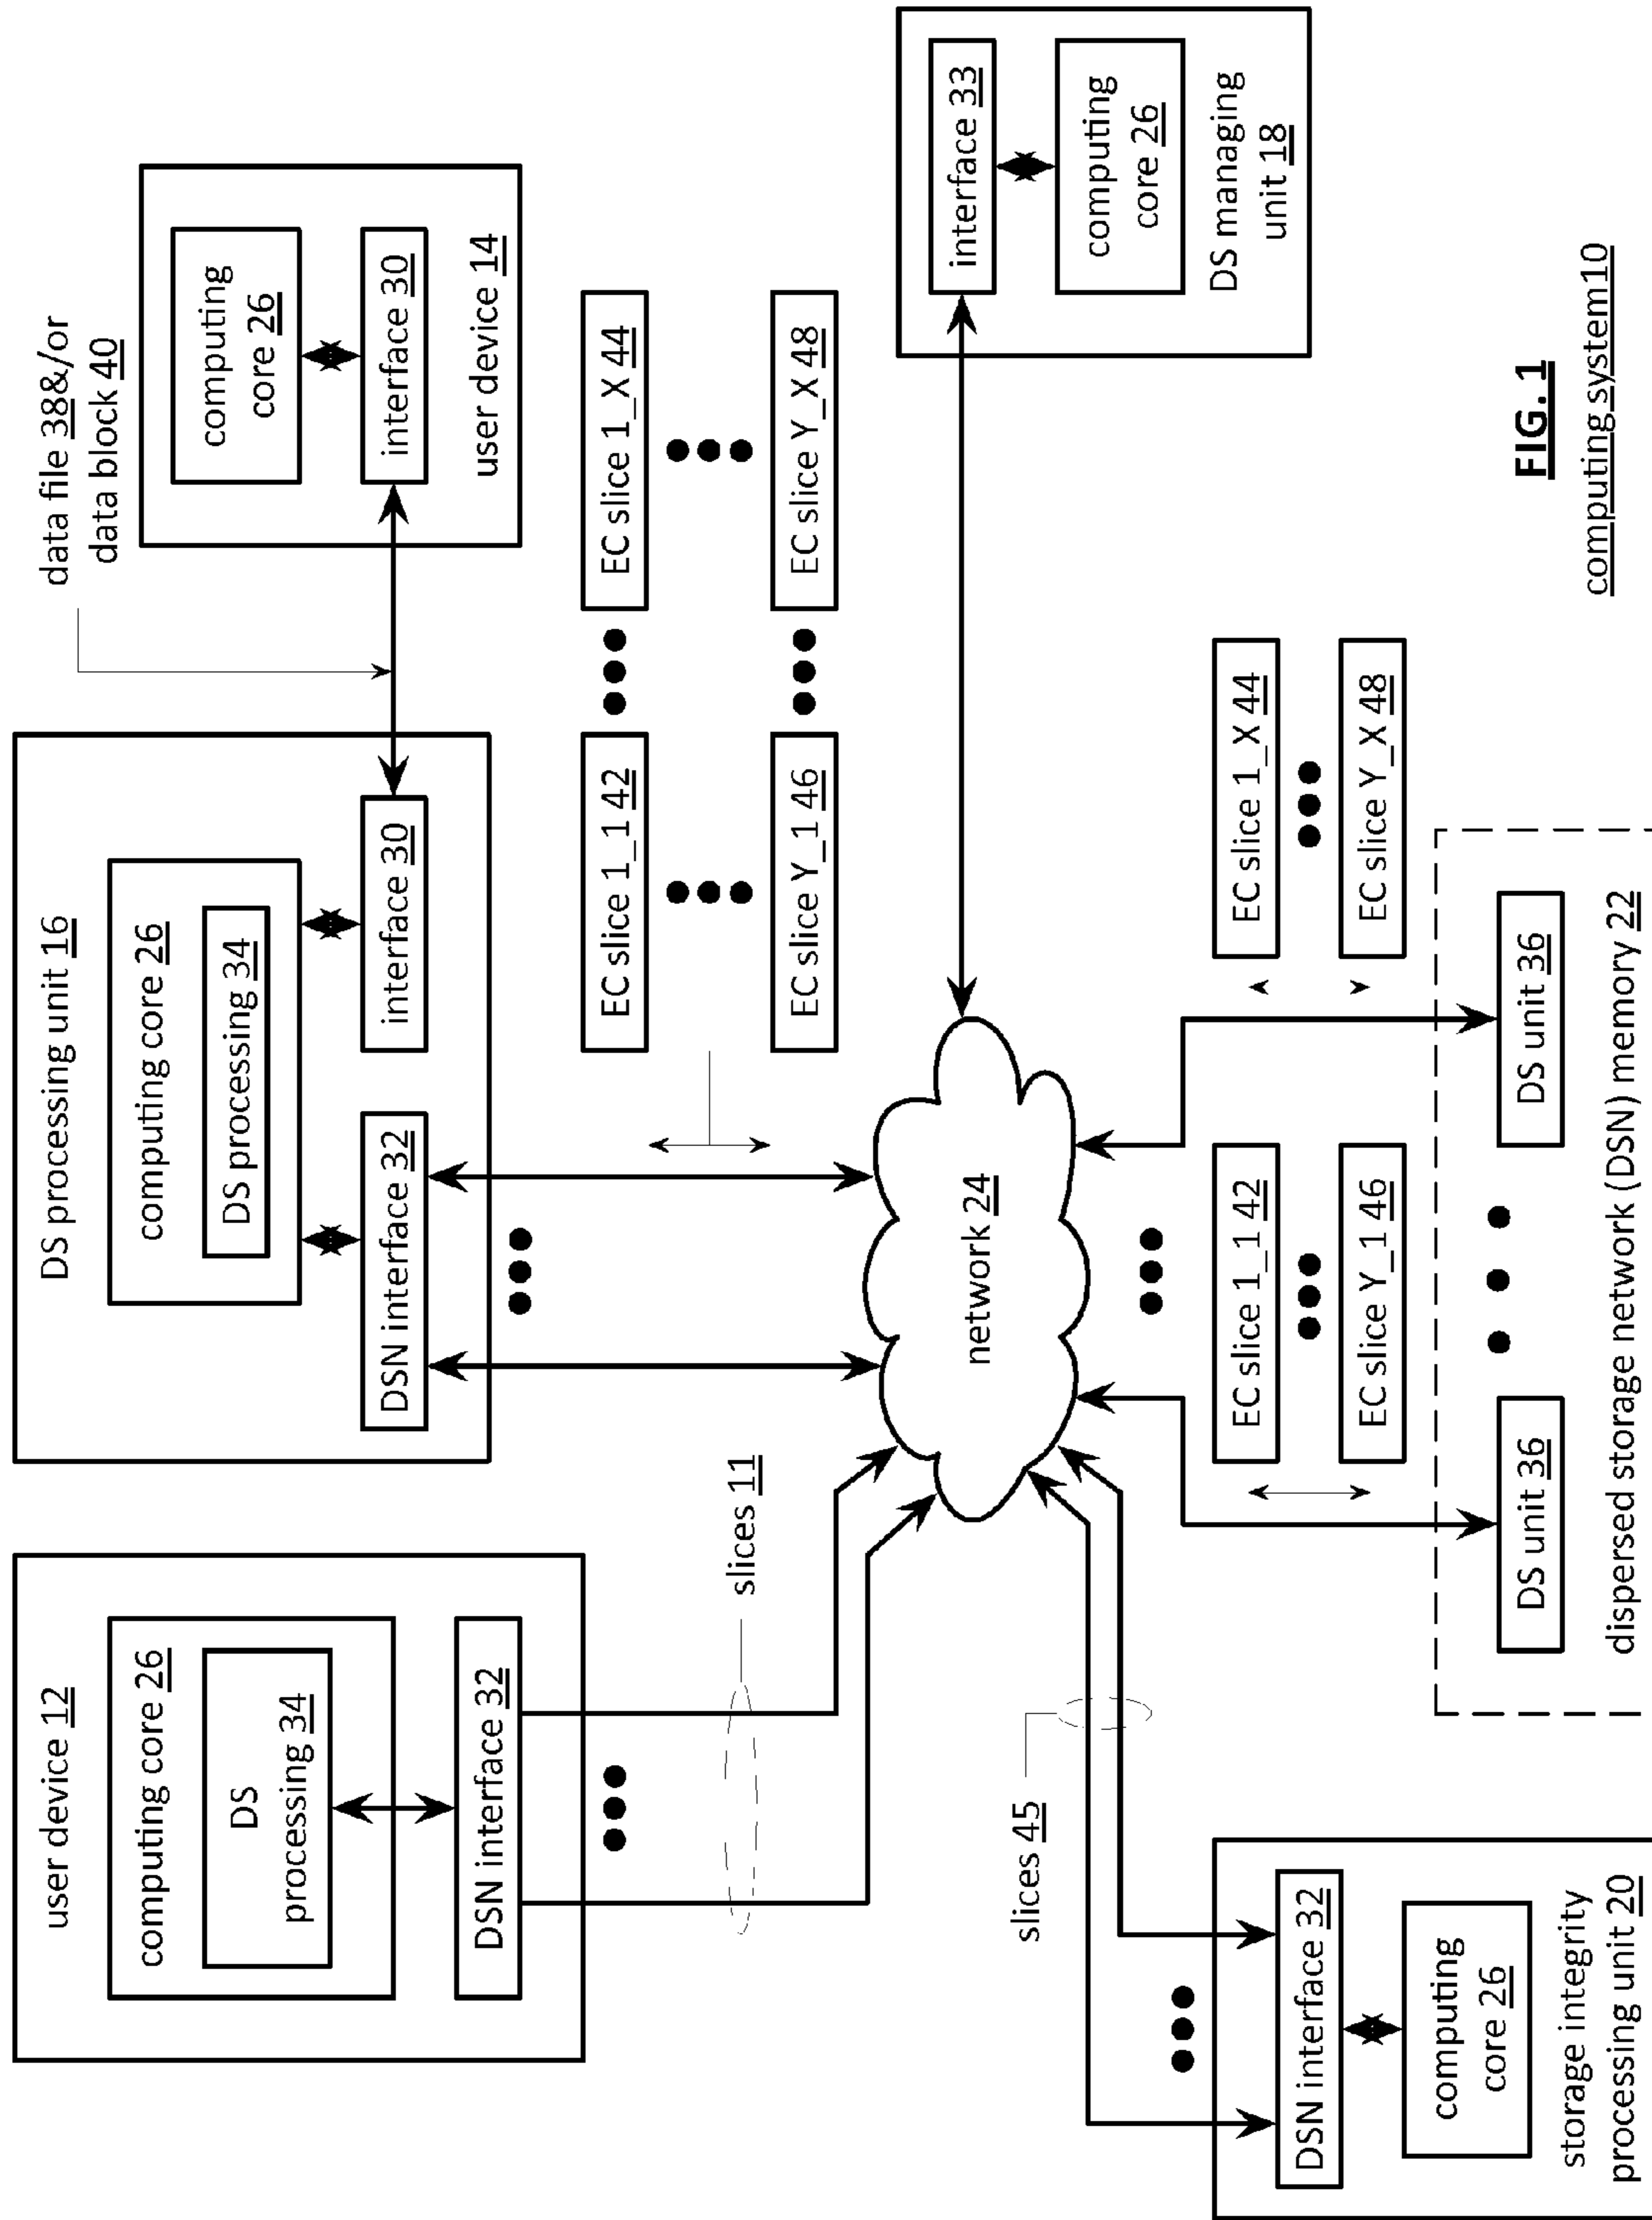 user device 12
computing core 26
DS
processing 34
DSN interface 32
slices 11
DS processing unit 16
computing core 26
DS processing 34
DSN interface 32
interface 30
data file 38&/or
data block 40
computing
core 26
interface 30
user device 14
EC slice 1_1 42
EC slice 1_X 44
EC slice Y_1 46
EC slice Y_X 48
network 24
interface 33
computing
core 26
DS managing
unit 18
slices 45
DSN interface 32
computing
core 26
storage integrity
processing unit 20
EC slice 1_1 42
EC slice Y_1 46
EC slice 1_X 44
EC slice Y_X 48
DS unit 36
DS unit 36
dispersed storage network (DSN) memory 22
FIG. 1
computing system10